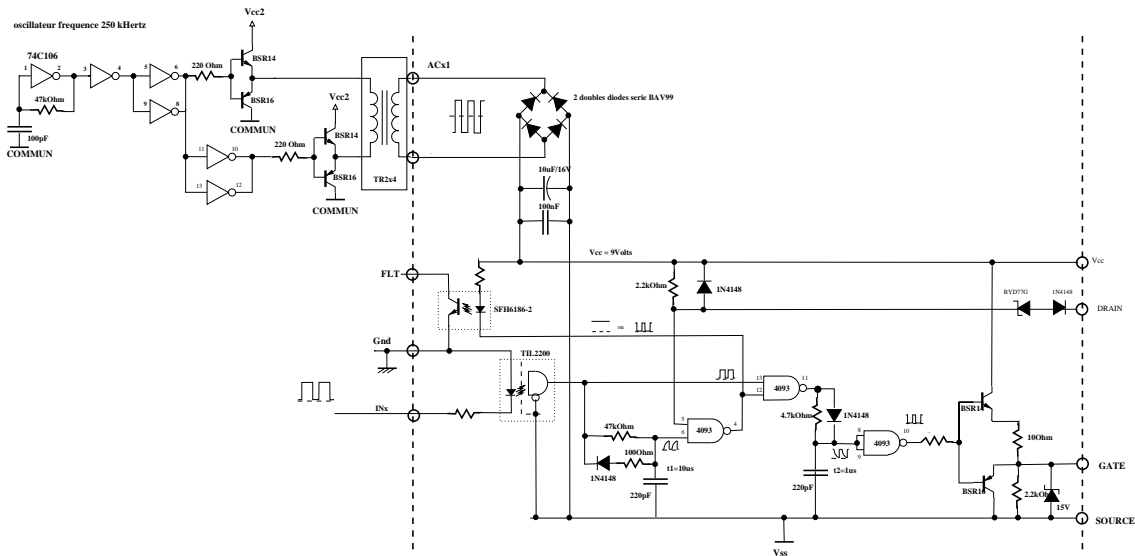 oscillateur frequence 250 kHertz
Vcc2
74C106
1
2
3
4
5
6
220 Ohm
BSR14
BSR16
47kOhm
9
8
COMMUN
100pF
COMMUN
Vcc2
11
10
220 Ohm
BSR14
BSR16
13
12
COMMUN
TR2x4
ACx1
2 doubles diodes serie BAV99
10uF/16V
100nF
Vcc = 9Volts
Vcc
FLT
2.2kOhm
1N4148
BYD77G
1N4148
DRAIN
SFH6186-2
ou
Gnd
TIL2200
INx
13
12
4093
11
5
6
4093
4
4.7kOhm
1N4148
8
9
4093
10
BSR14
47kOhm
100Ohm
t1=10us
1N4148
220pF
t2=1us
220pF
10Ohm
GATE
BSR16
2.2kOhm
15V
SOURCE
Vss